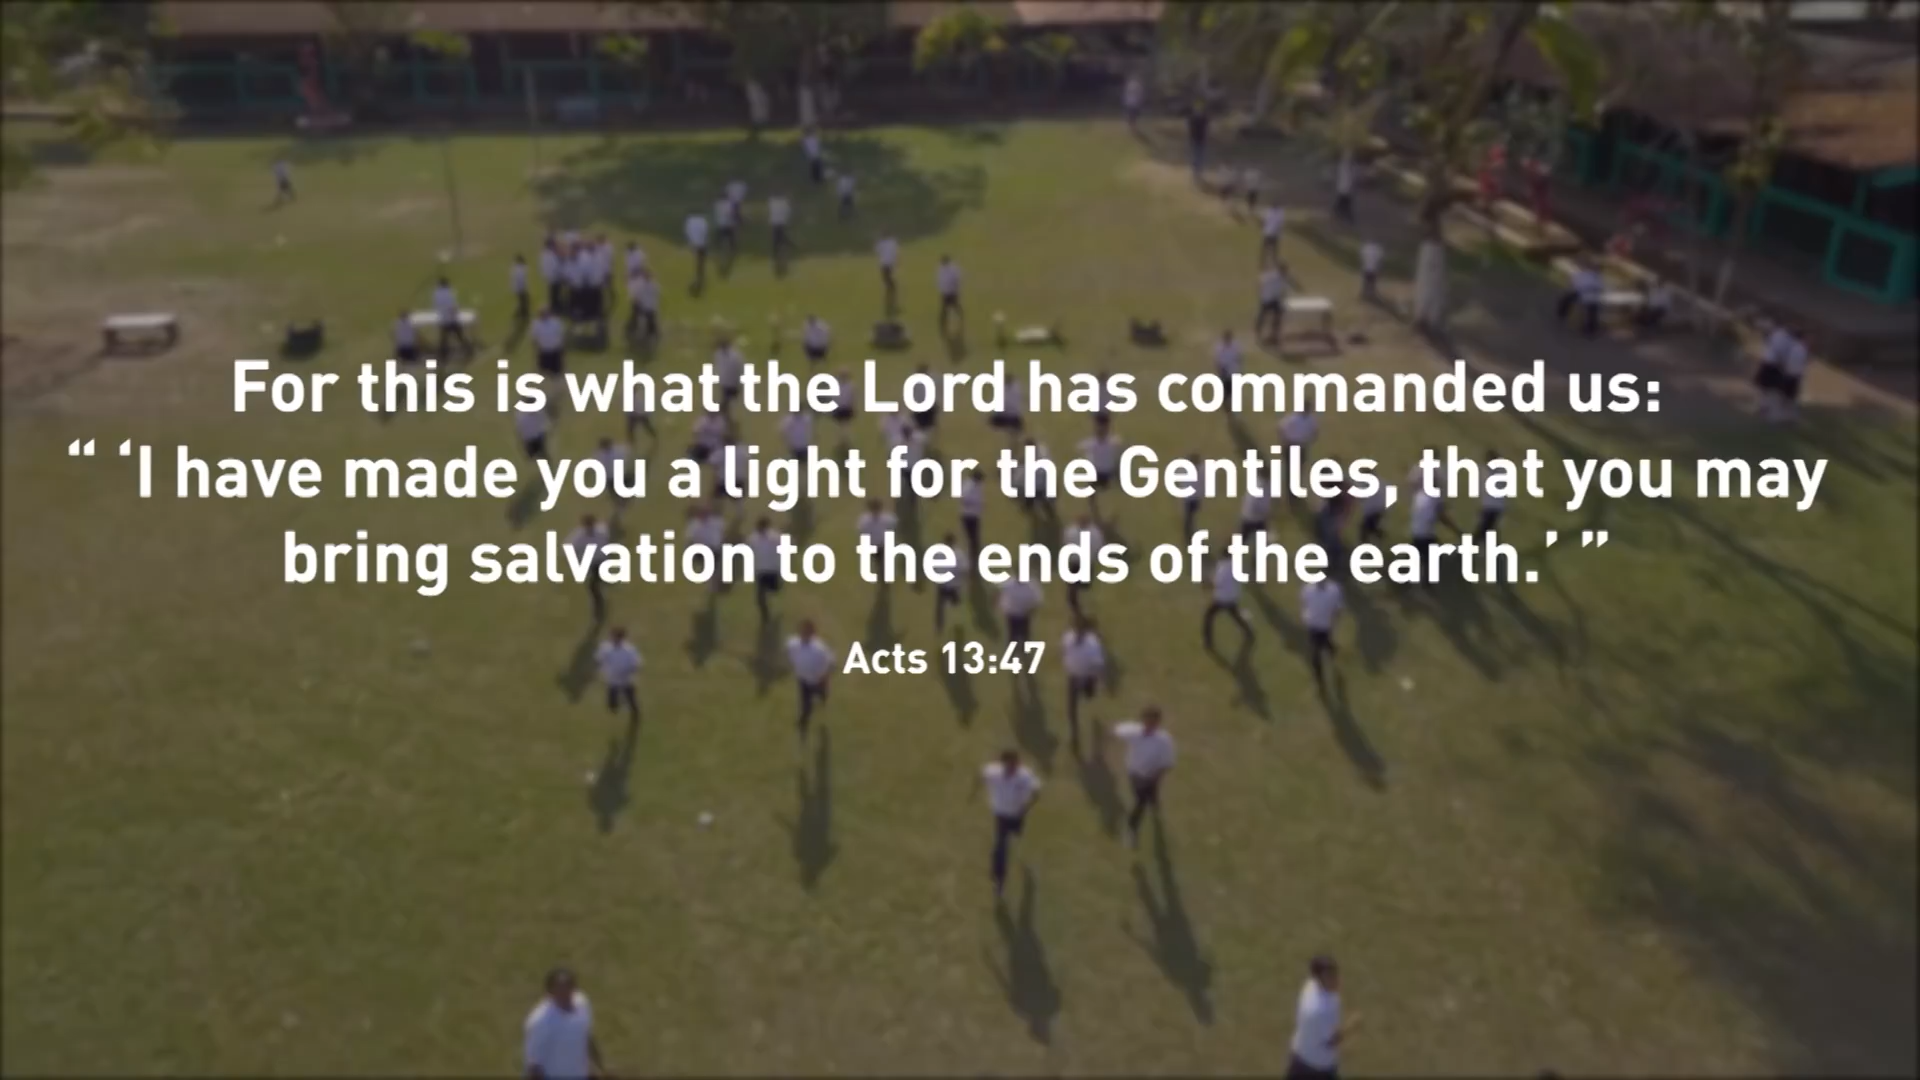 For this is what the Lord has commanded us:
“ ‘I have made you a light for the Gentiles, that you may
bring salvation to the ends of the earth.’ ”
Acts 13:47